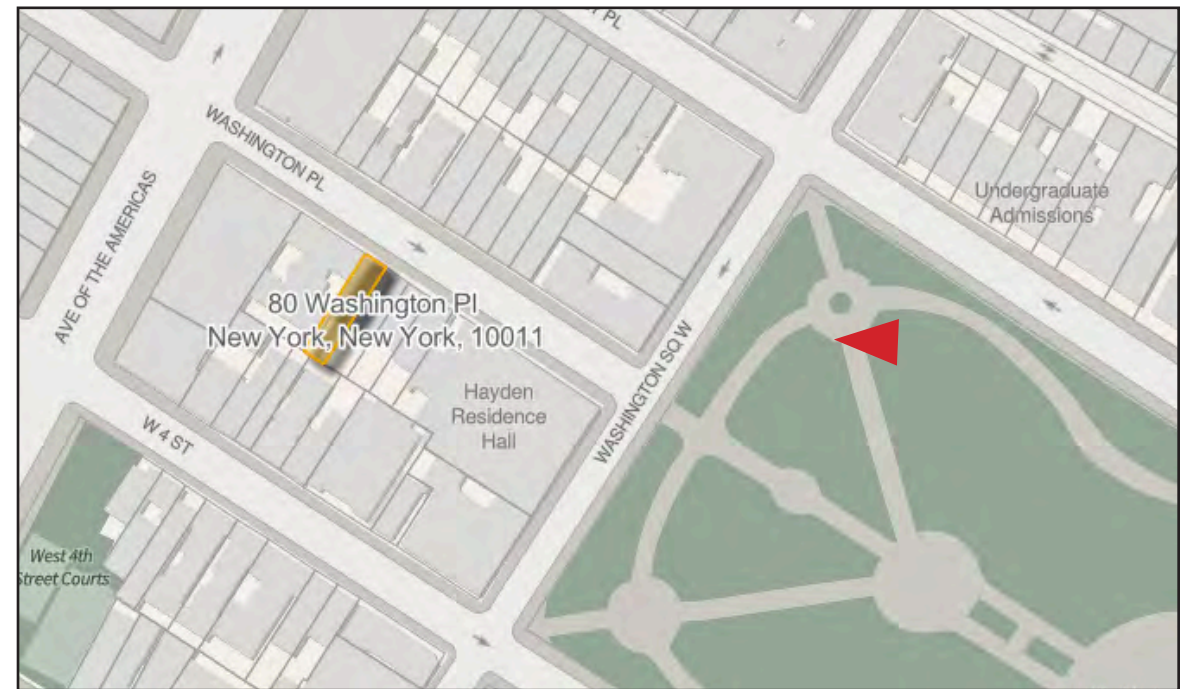 PL
WASHINGTON PL
AVE OF THE AMERICAS
Undergraduate
Admissions
80 Washington Pl
New York, New York, 10011
Hayden
Residence
Hall
WASHINGTON SQ W
W 4 ST
West 4th
Street Courts